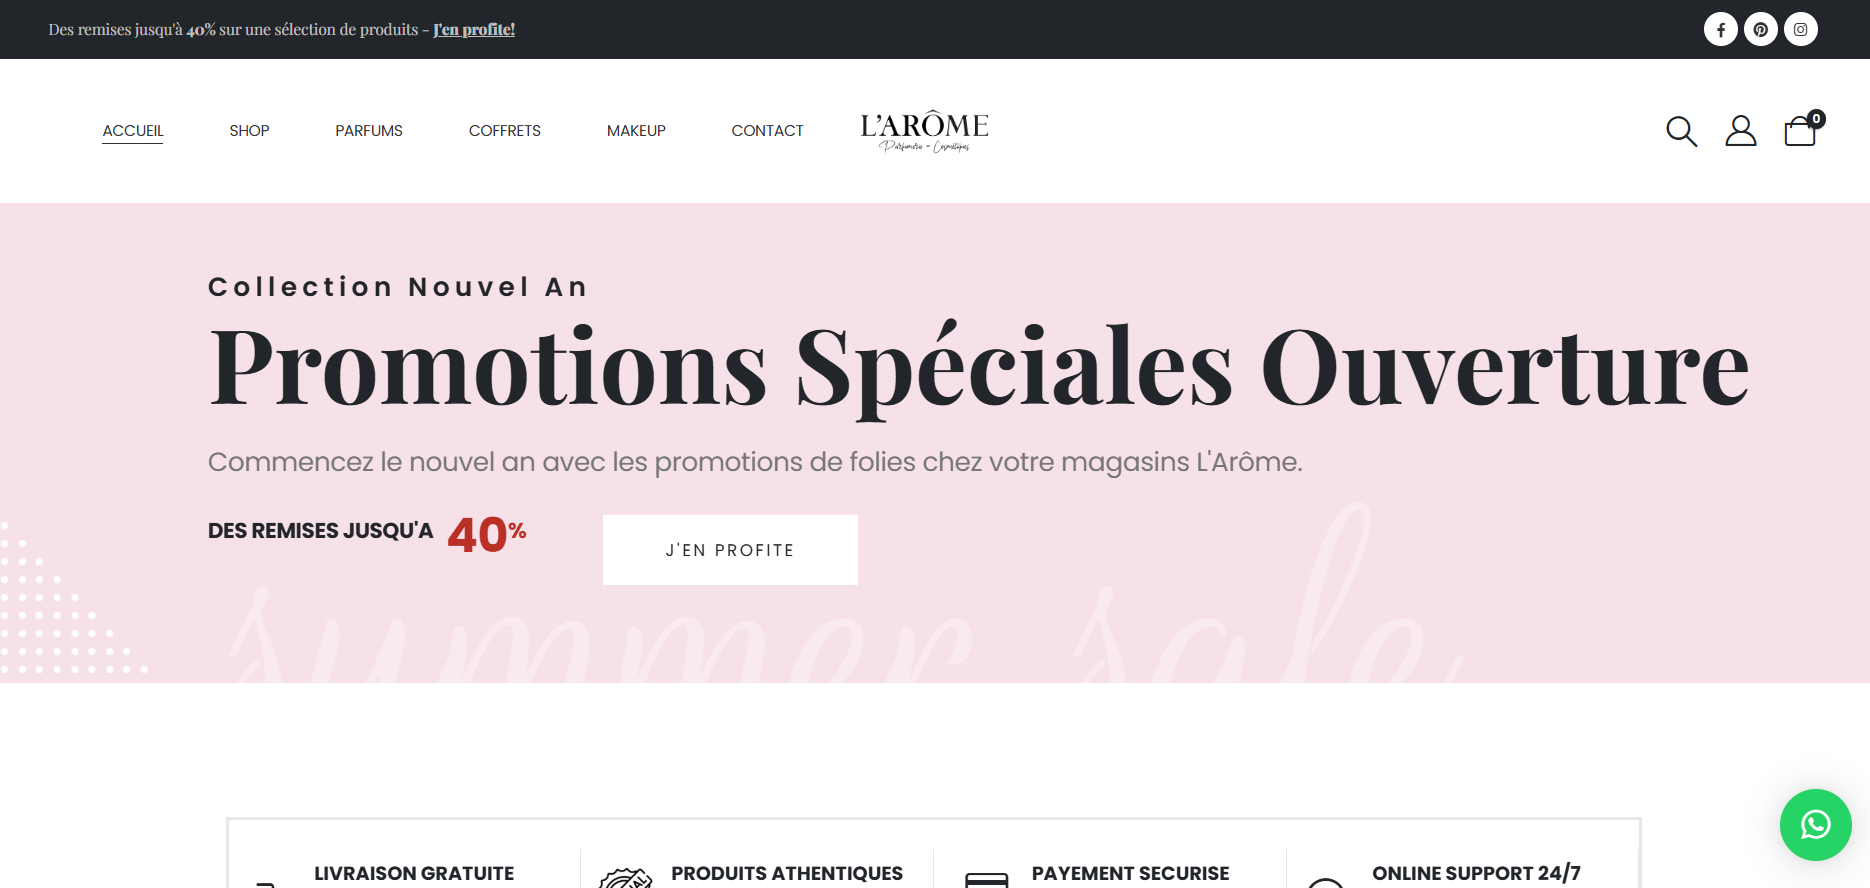 Des remises jusqu'à 40% sur une sélection de produits - J'en profite!
ACCUEIL SHOP PARFUMS COFFRETS MAKEUP CONTACT
L'ARÔME
Parfumerie - Cosmétiques
0
Collection Nouvel An
Promotions Spéciales Ouverture
Commencez le nouvel an avec les promotions de folies chez votre magasins L'Arôme.
DES REMISES JUSQU'A 40%
J'EN PROFITE
summer sale
LIVRAISON GRATUITE
PRODUITS ATHENTIQUES
PAYEMENT SECURISE
ONLINE SUPPORT 24/7